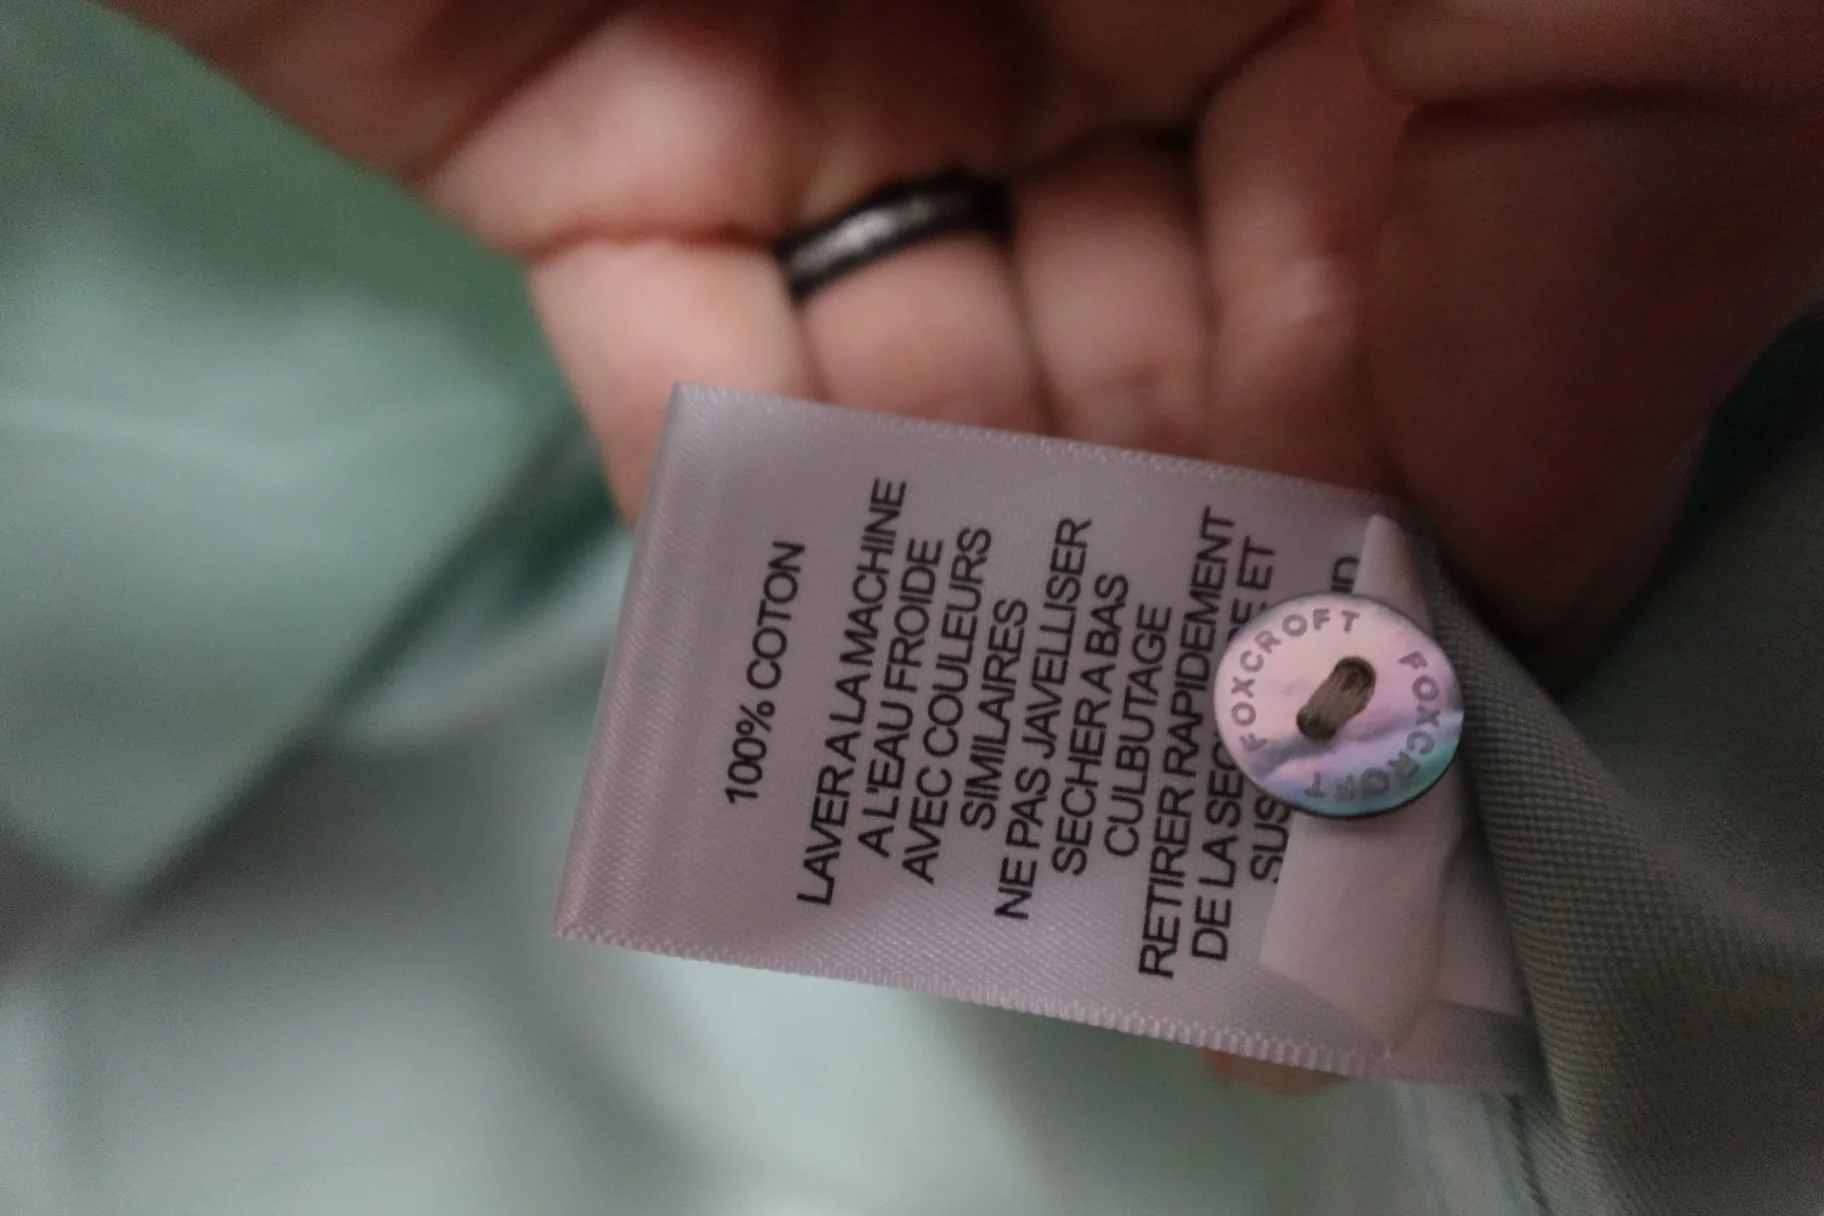 100% COTON
LAVER A LA MACHINE
A L'EAU FROIDE
AVEC COULEURS
SIMILAIRES
NE PAS JAVELLISER
SECHER A BAS
CULBUTAGE
RETIRER RAPIDEMENT
DE LA
ET
FOXCROFT FOXCROFT